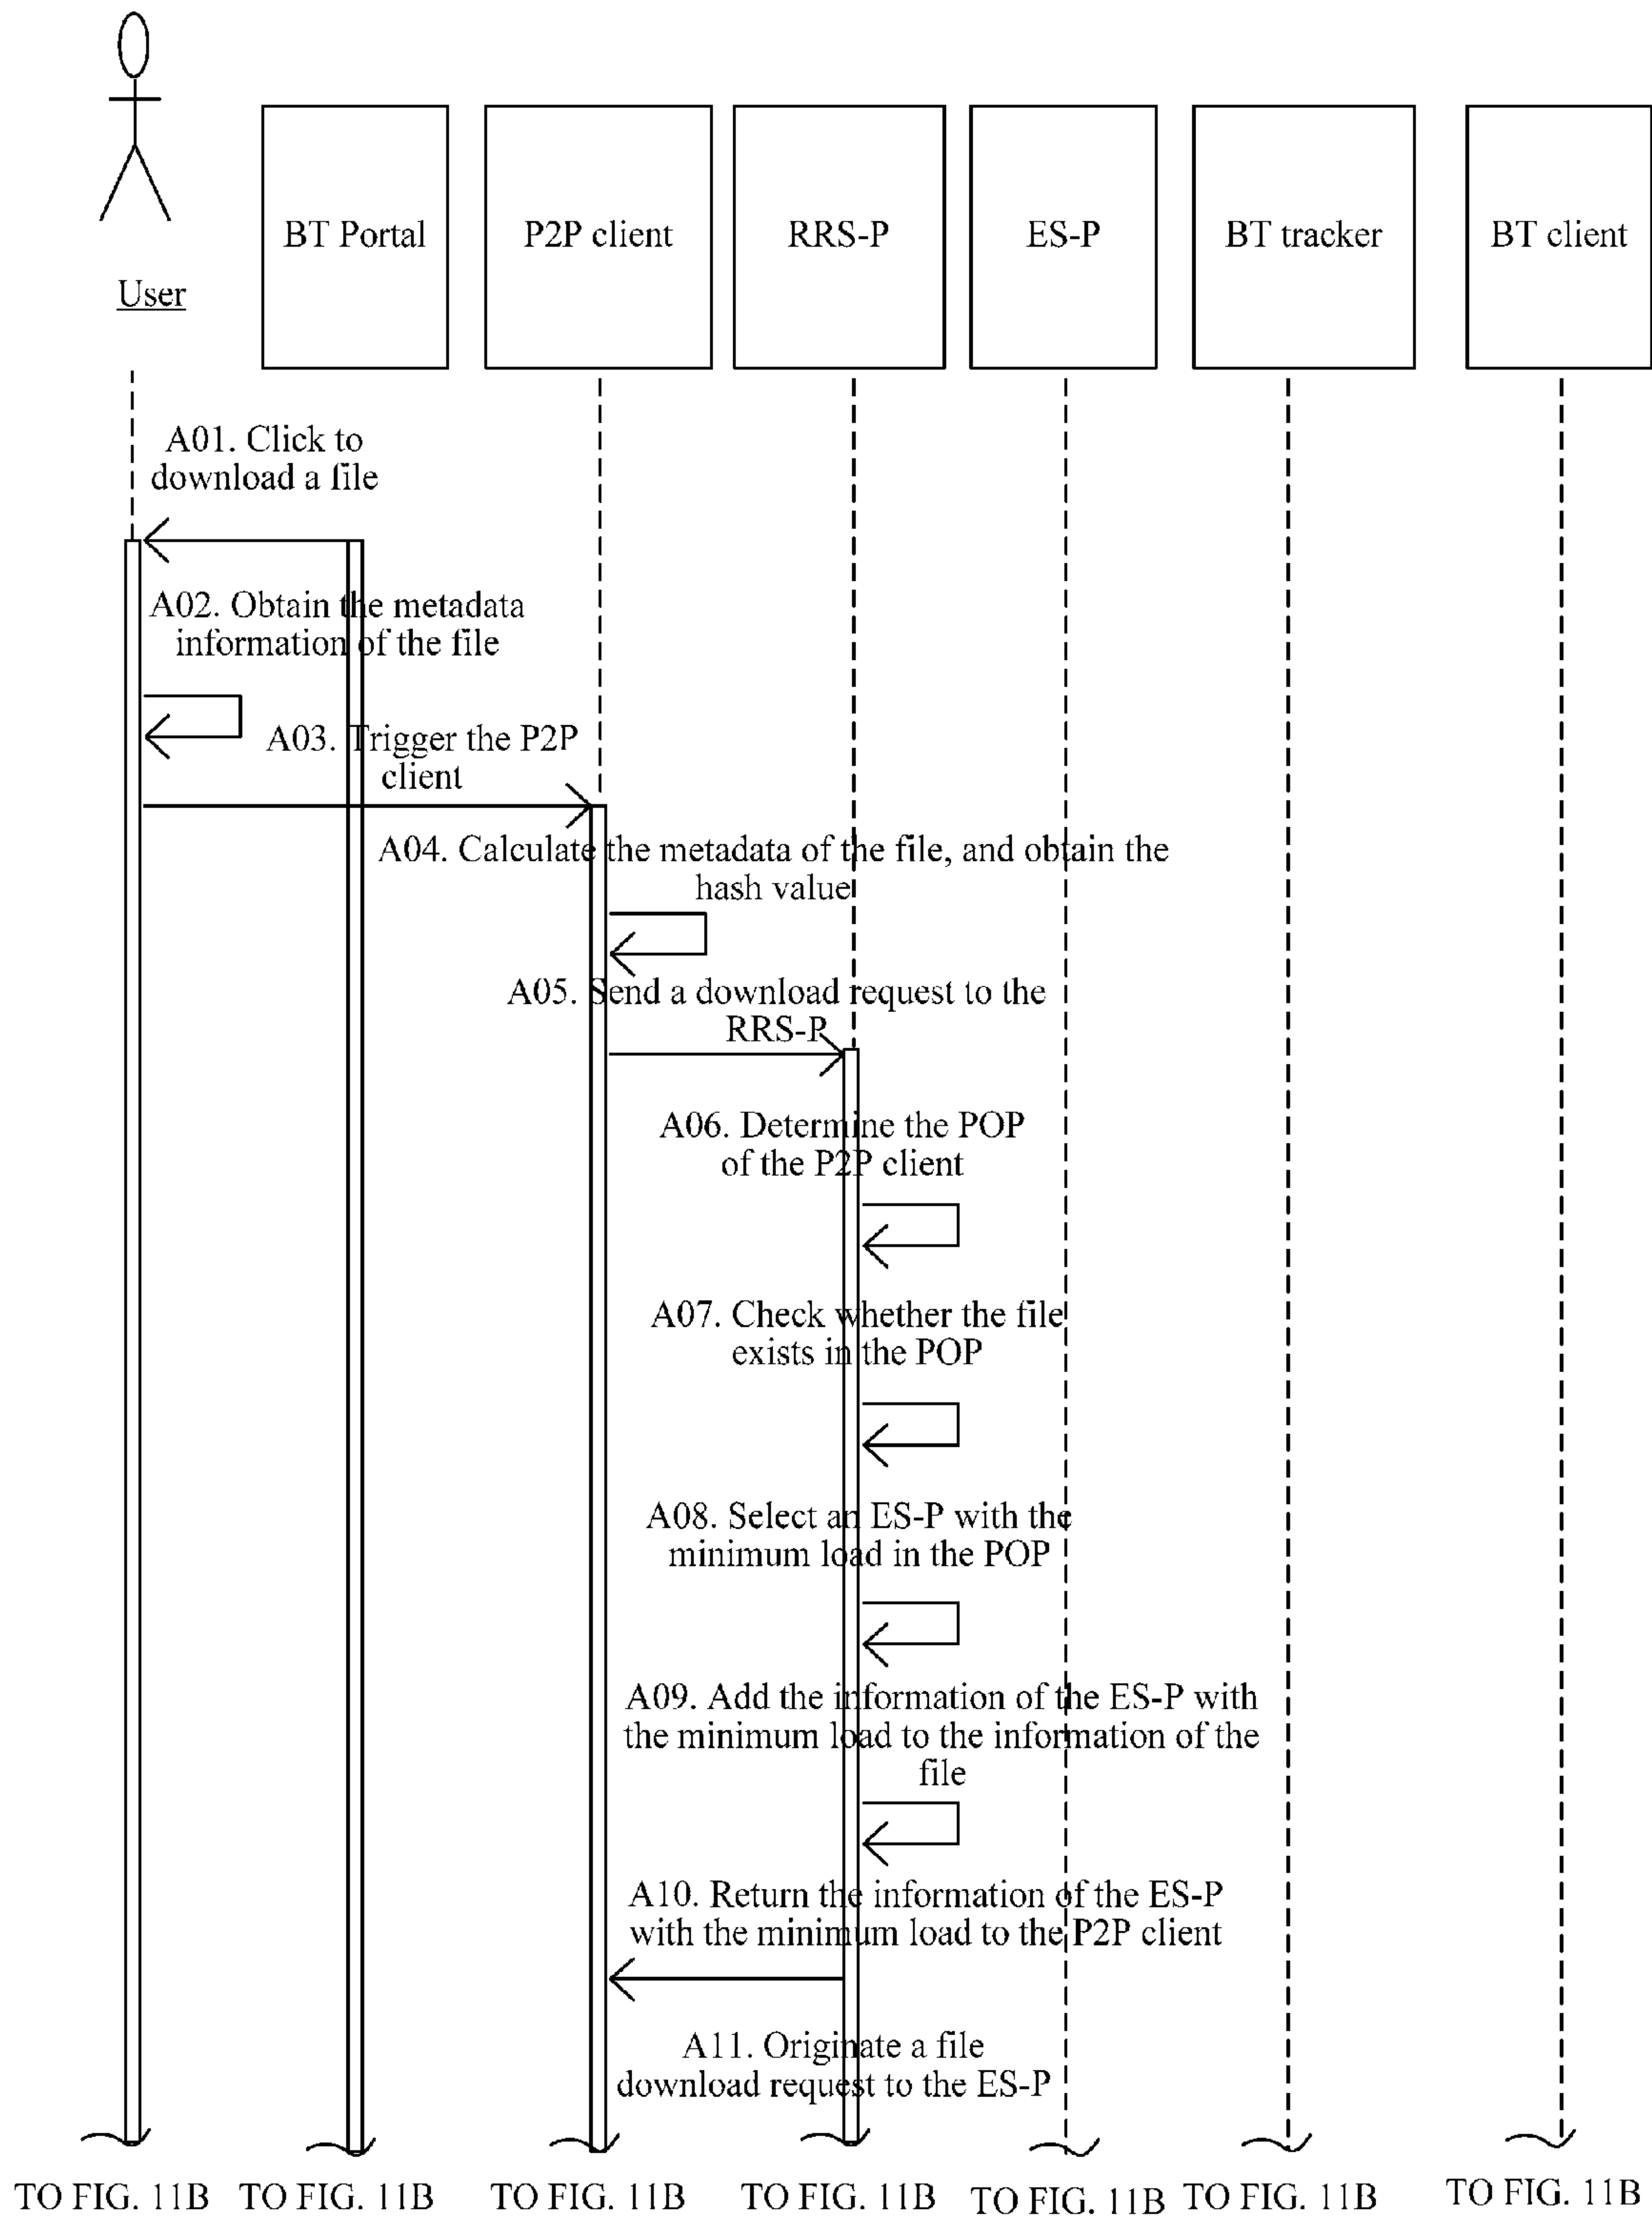 BT Portal
P2P client
RRS-P
ES-P
BT tracker
BT client
User
A01. Click to
download a file
A02. Obtain the metadata
information of the file
A03. Trigger the P2P
client
A04. Calculate the metadata of the file, and obtain the
hash value
A05. Send a download request to the
RRS-P
A06. Determine the POP
of the P2P client
A07. Check whether the file
exists in the POP
A08. Select an ES-P with the
minimum load in the POP
A09. Add the information of the ES-P with
the minimum load to the information of the
file
A10. Return the information of the ES-P
with the minimum load to the P2P client
A11. Originate a file
download request to the ES-P
TO FIG. 11B
TO FIG. 11B
TO FIG. 11B
TO FIG. 11B
TO FIG. 11B
TO FIG. 11B
TO FIG. 11B